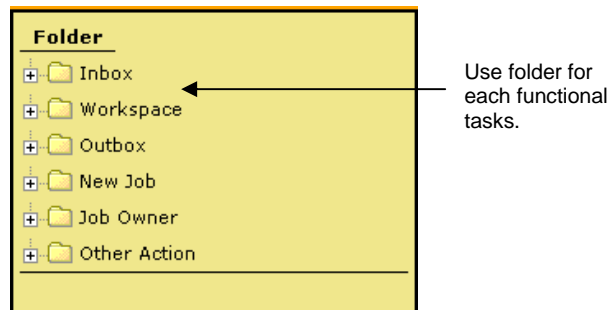 Folder
Inbox
Workspace
Outbox
New Job
Job Owner
Other Action
Use folder for
each functional
tasks.